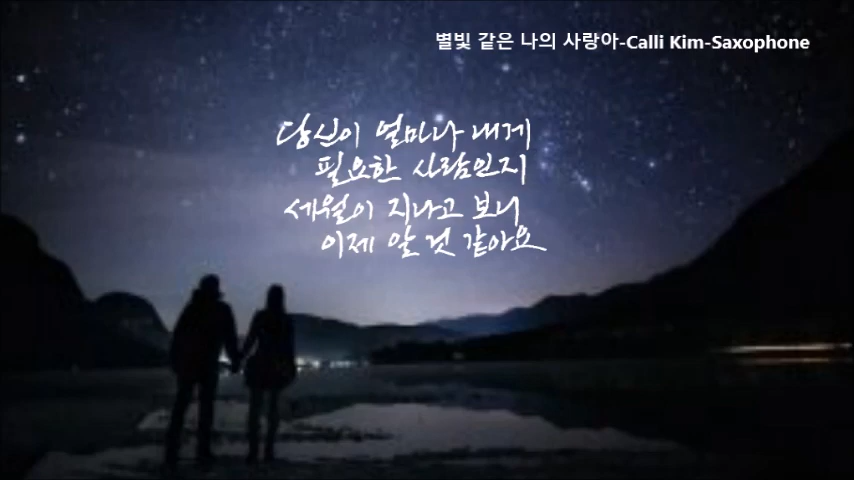 별빛 같은 나의 사랑아-Calli Kim-Saxophone
당신이 얼마나 내게
필요한 사람인지
세월이 지나고 보니
이제 알 것 같아요